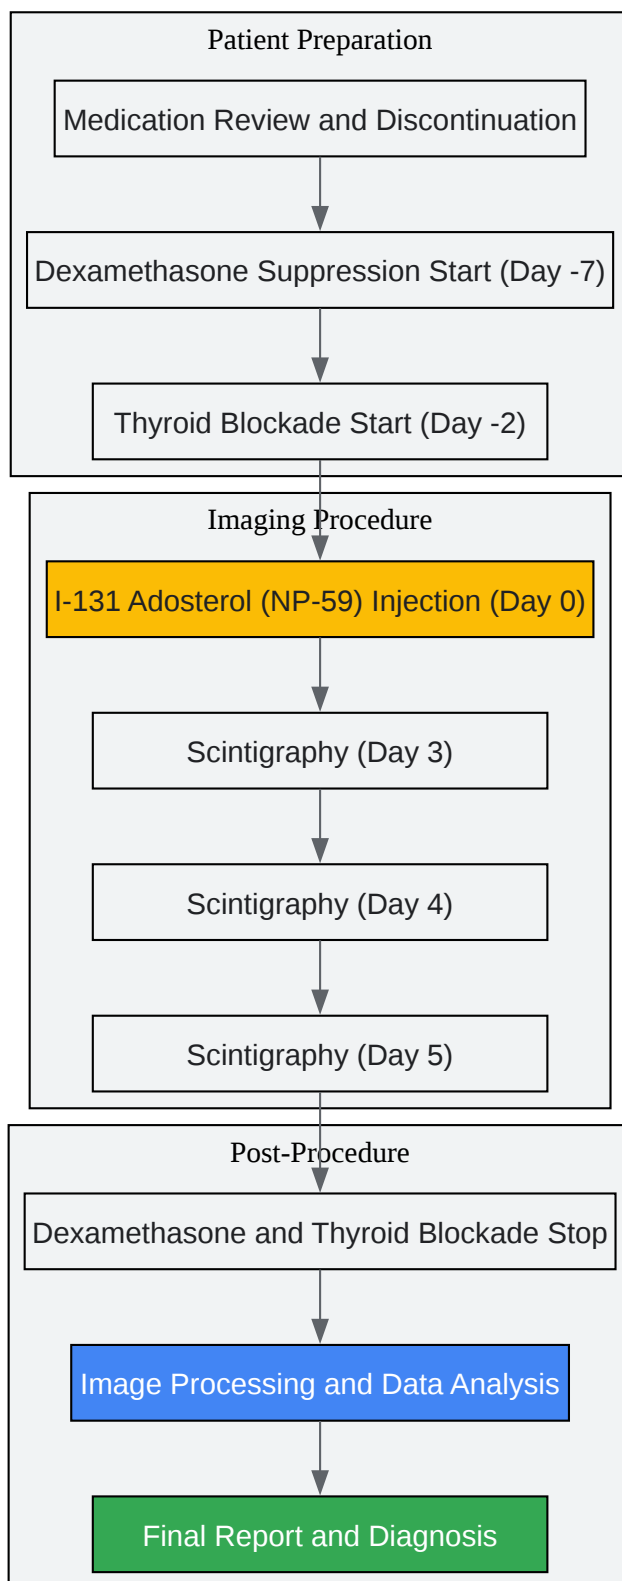 Patient Preparation
Medication Review and Discontinuation
Dexamethasone Suppression Start (Day -7)
Thyroid Blockade Start (Day -2)
Imaging Procedure
I-131 Adosterol (NP-59) Injection (Day 0)
Scintigraphy (Day 3)
Scintigraphy (Day 4)
Scintigraphy (Day 5)
Post-Procedure
Dexamethasone and Thyroid Blockade Stop
Image Processing and Data Analysis
Final Report and Diagnosis